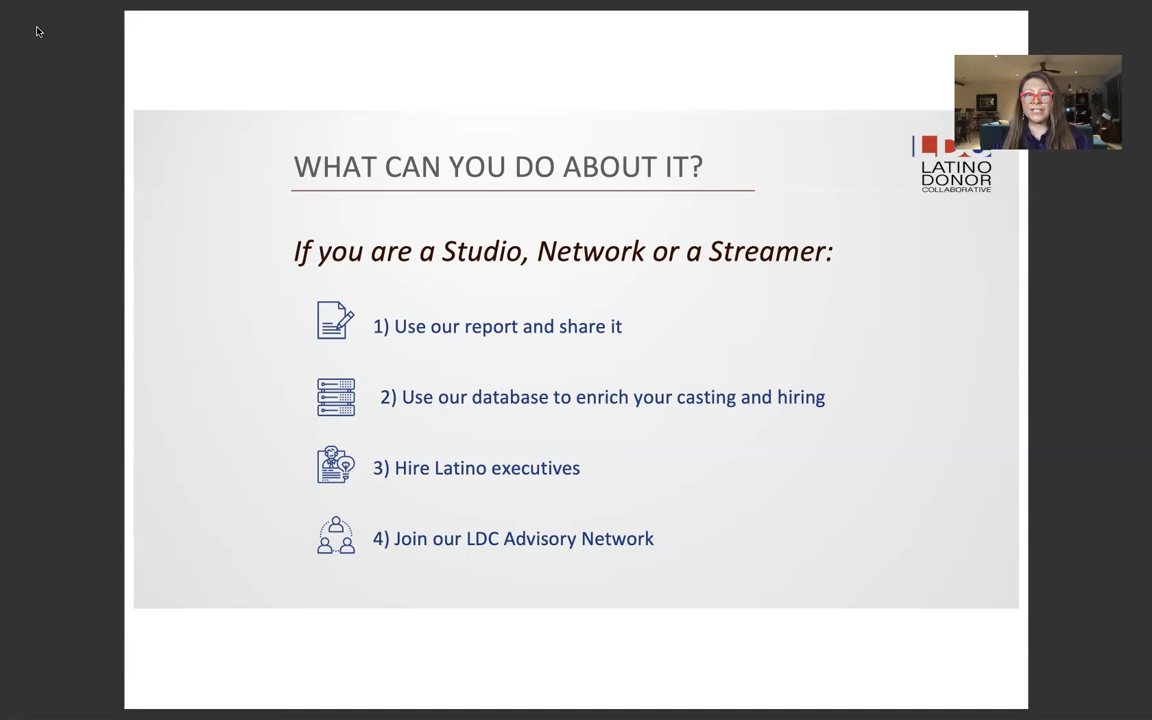 WHAT CAN YOU DO ABOUT IT?
LATINO
DONOR
COLLABORATIVE
If you are a Studio, Network or a Streamer:
1) Use our report and share it
2) Use our database to enrich your casting and hiring
3) Hire Latino executives
4) Join our LDC Advisory Network